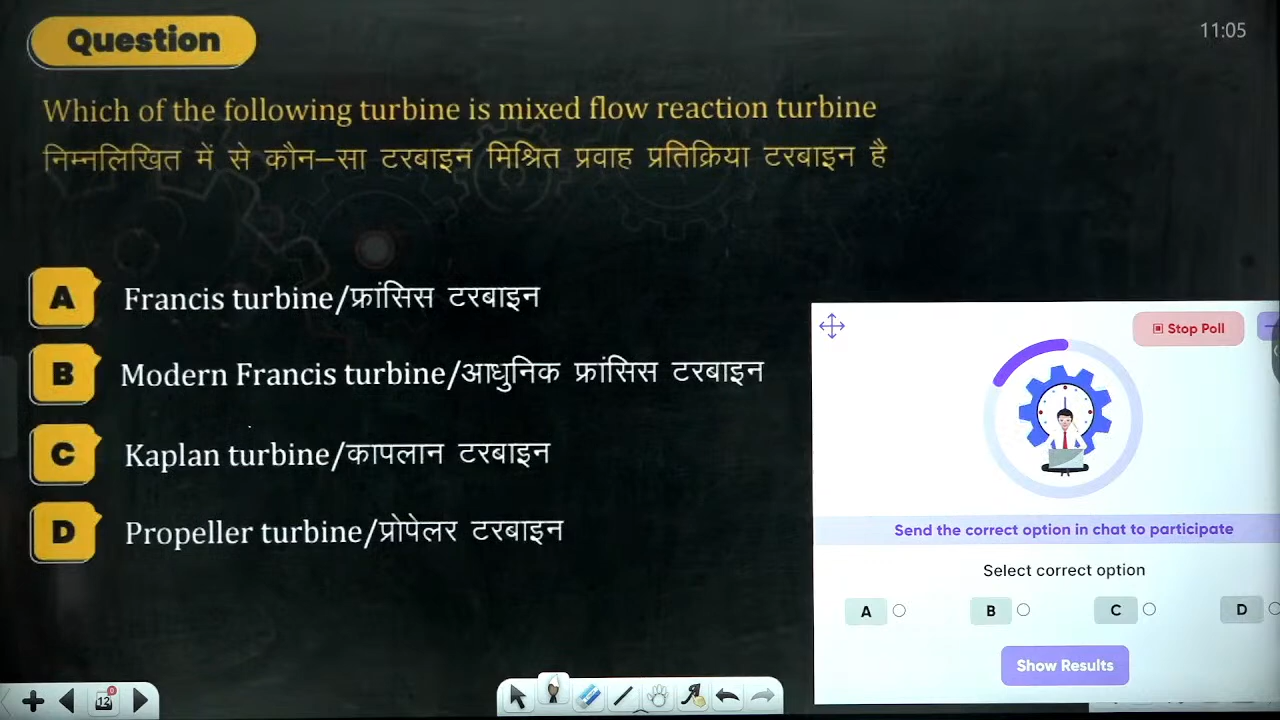 Question
11:05
Which of the following turbine is mixed flow reaction turbine
निम्नलिखित में से कौन–सा टरबाइन मिश्रित प्रवाह प्रतिक्रिया टरबाइन है
A Francis turbine/फ्रांसिस टरबाइन
B Modern Francis turbine/आधुनिक फ्रांसिस टरबाइन
C Kaplan turbine/कापलान टरबाइन
D Propeller turbine/प्रोपेलर टरबाइन
Stop Poll
Send the correct option in chat to participate
Select correct option
A B C D
Show Results
12